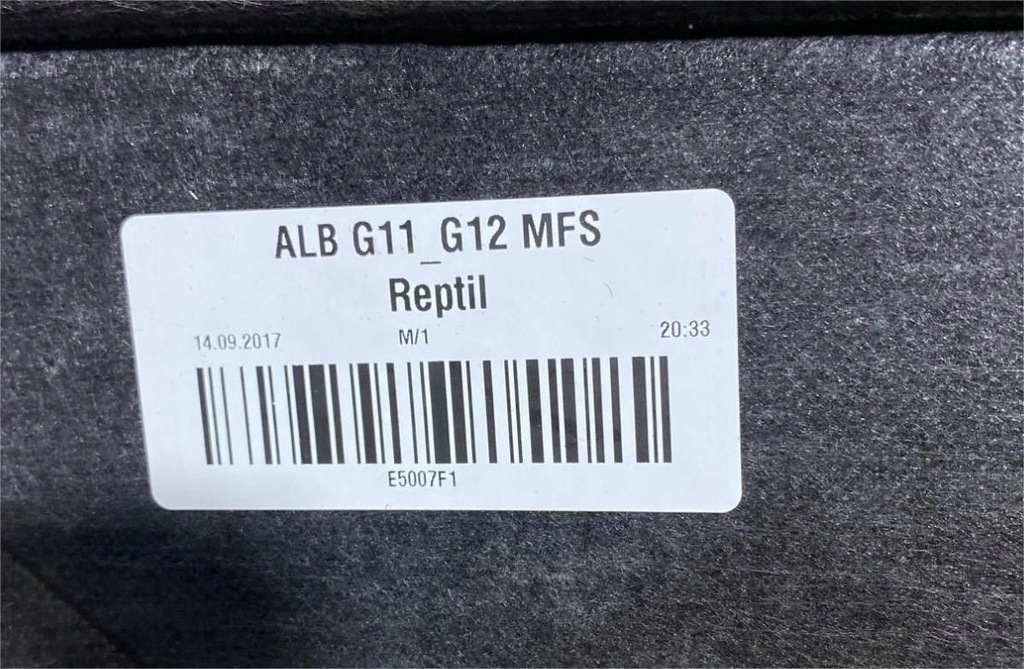 ALB G11_G12 MFS
Reptil
14.09.2017 M/1 20:33
E5007F1